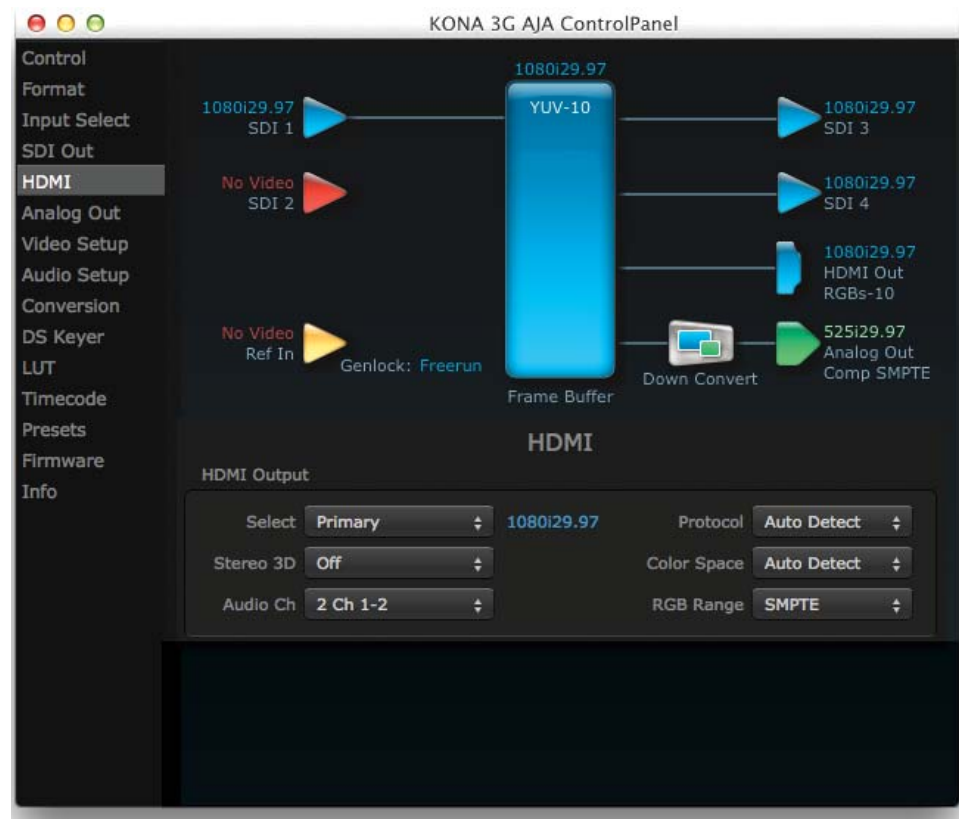 KONA 3G AJA ControlPanel
Control
Format
Input Select
SDI Out
HDMI
Analog Out
Video Setup
Audio Setup
Conversion
DS Keyer
LUT
Timecode
Presets
Firmware
Info
1080i29.97
YUV-10
Frame Buffer
1080i29.97
SDI 1
No Video
SDI 2
No Video
Ref In
Genlock: Freerun
1080i29.97
SDI 3
1080i29.97
SDI 4
1080i29.97
HDMI Out
RGBs-10
Down Convert
525i29.97
Analog Out
Comp SMPTE
HDMI
HDMI Output
Select Primary 1080i29.97 Protocol Auto Detect
Stereo 3D Off Color Space Auto Detect
Audio Ch 2 Ch 1-2 RGB Range SMPTE